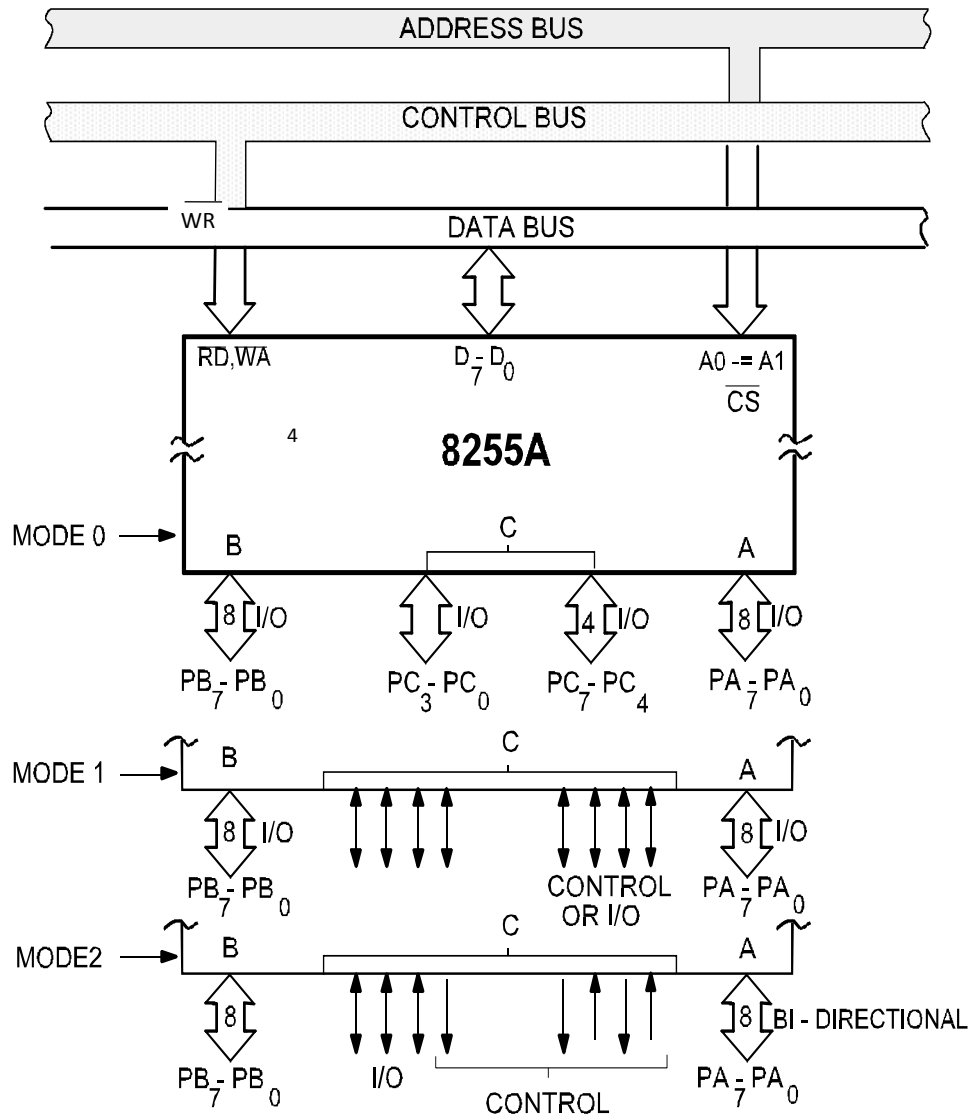 ADDRESS BUS
CONTROL BUS
WR
DATA BUS
RD,WA D7-D0 A0 -= A1
CS
4
8255A
MODE 0
B C A
8 I/O I/O 4 I/O 8 I/O
PB7-PB0 PC3-PC0 PC7-PC4 PA7-PA0
MODE 1
B C A
8 I/O 8 I/O
PB7-PB0 CONTROL OR I/O PA7-PA0
MODE2
B C A
8 8 BI - DIRECTIONAL
PB7-PB0 I/O CONTROL PA7-PA0